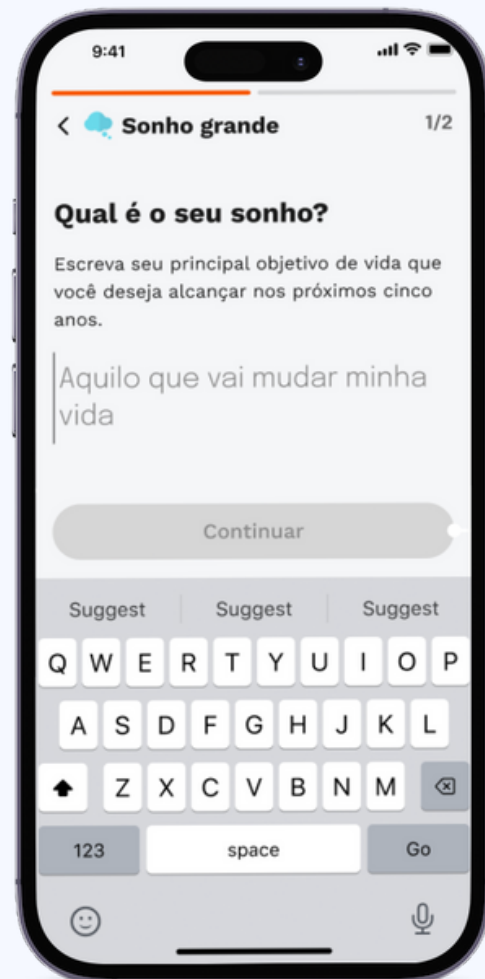 9:41
Sonho grande
1/2
Qual é o seu sonho?
Escreva seu principal objetivo de vida que
você deseja alcançar nos próximos cinco
anos.
Aquilo que vai mudar minha
vida
Continuar
Suggest Suggest Suggest
Q W E R T Y U I O P
A S D F G H J K L
Z X C V B N M
123 space Go